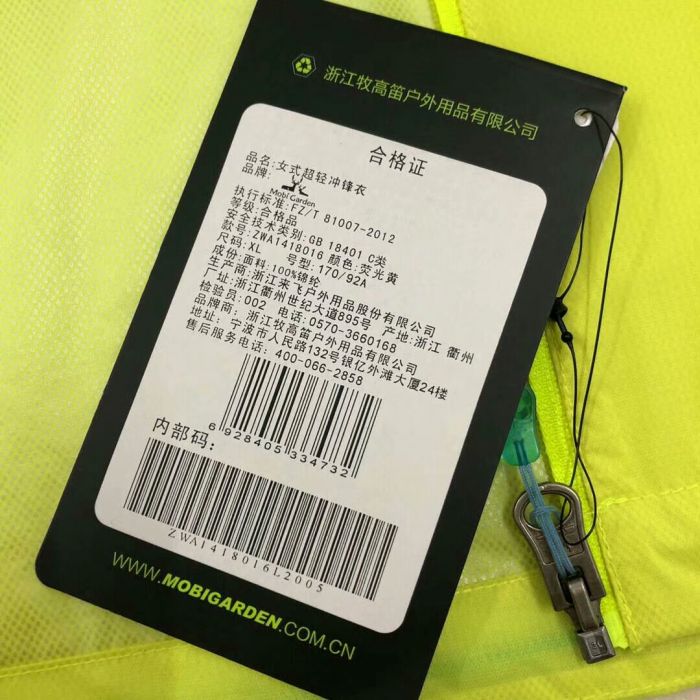 浙江牧高笛户外用品有限公司
合格证
品名:女式超轻冲锋衣
品牌:
Mobi Garden
执行标准:FZ/T 81007-2012
等级:合格品
安全技术类别:GB 18401 C类
款号:ZWA1418016 颜色:荧光黄
尺码:XL 号型:170/92A
成份:面料:100%锦纶
生产商:浙江来飞户外用品股份有限公司
厂址:浙江衢州世纪大道895号 产地:浙江 衢州
检验员:002 电话:0570-3660168
品牌商:浙江牧高笛户外用品有限公司
地址:宁波市人民路132号银亿外滩大厦24楼
售后服务电话:400-066-2858
6928405334732
内部码:
ZWA1418016L2005
WWW.MOBIGARDEN.COM.CN